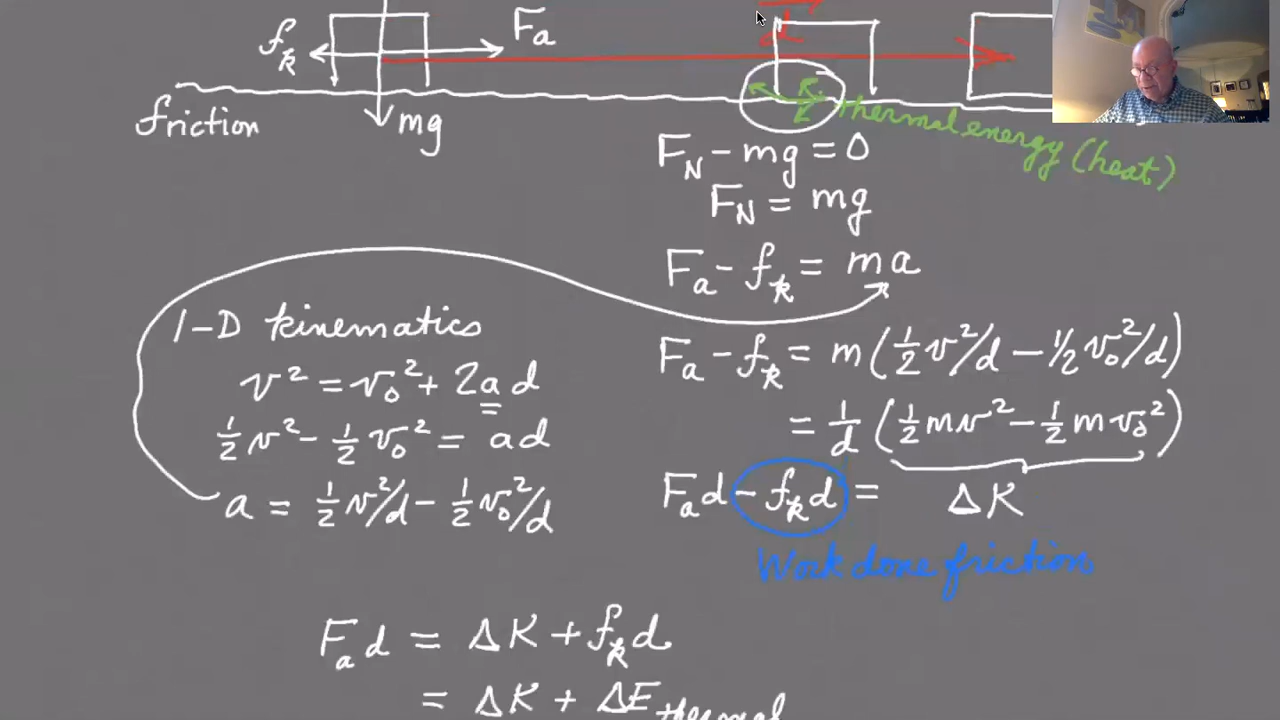 f_k F_a
d
friction mg
thermal energy (heat)
F_N - mg = 0
F_N = mg
F_a - f_k = ma
1-D kinematics
v² = v₀² + 2ad
½v² - ½v₀² = ad
a = ½v²/d - ½v₀²/d
F_a - f_k = m(½v²/d - ½v₀²/d)
= 1/d (½mv² - ½mv₀²)
F_a d - f_k d = ΔK
Work done friction
F_a d = ΔK + f_k d
= ΔK + ΔE_thermal